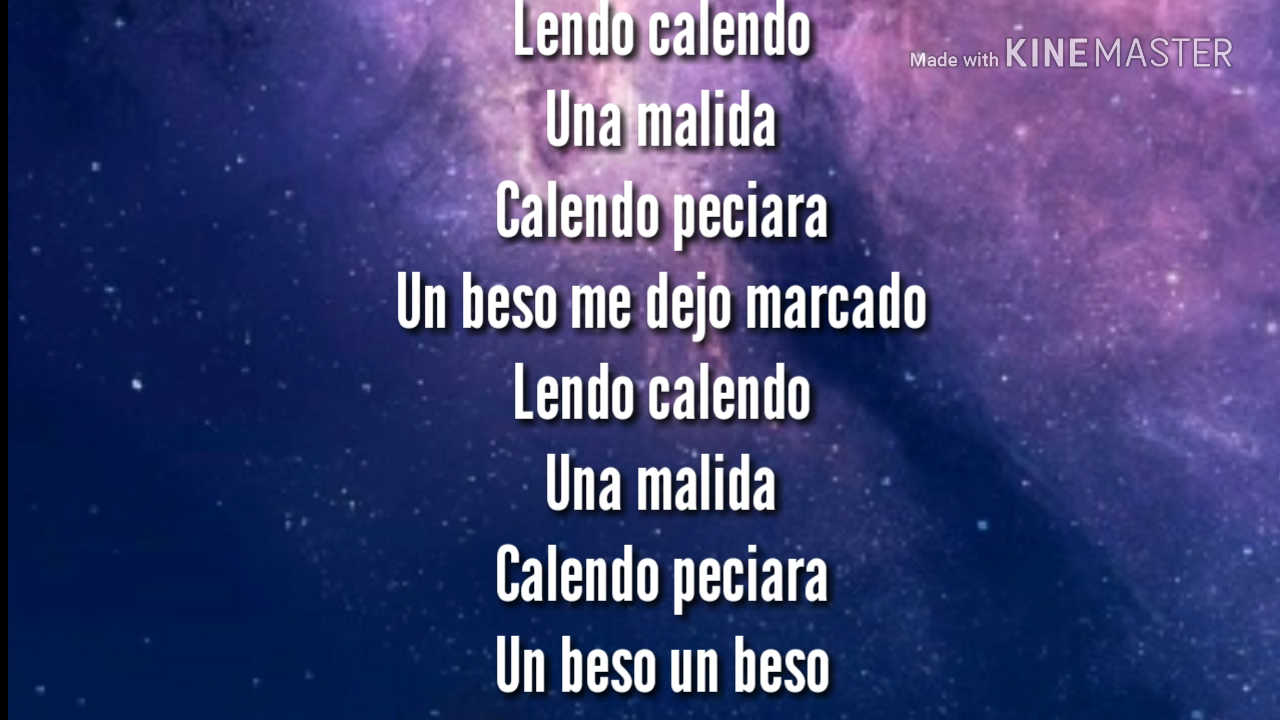 Lendo calendo
Made with KINEMASTER
Una malida
Calendo peciara
Un beso me dejo marcado
Lendo calendo
Una malida
Calendo peciara
Un beso un beso